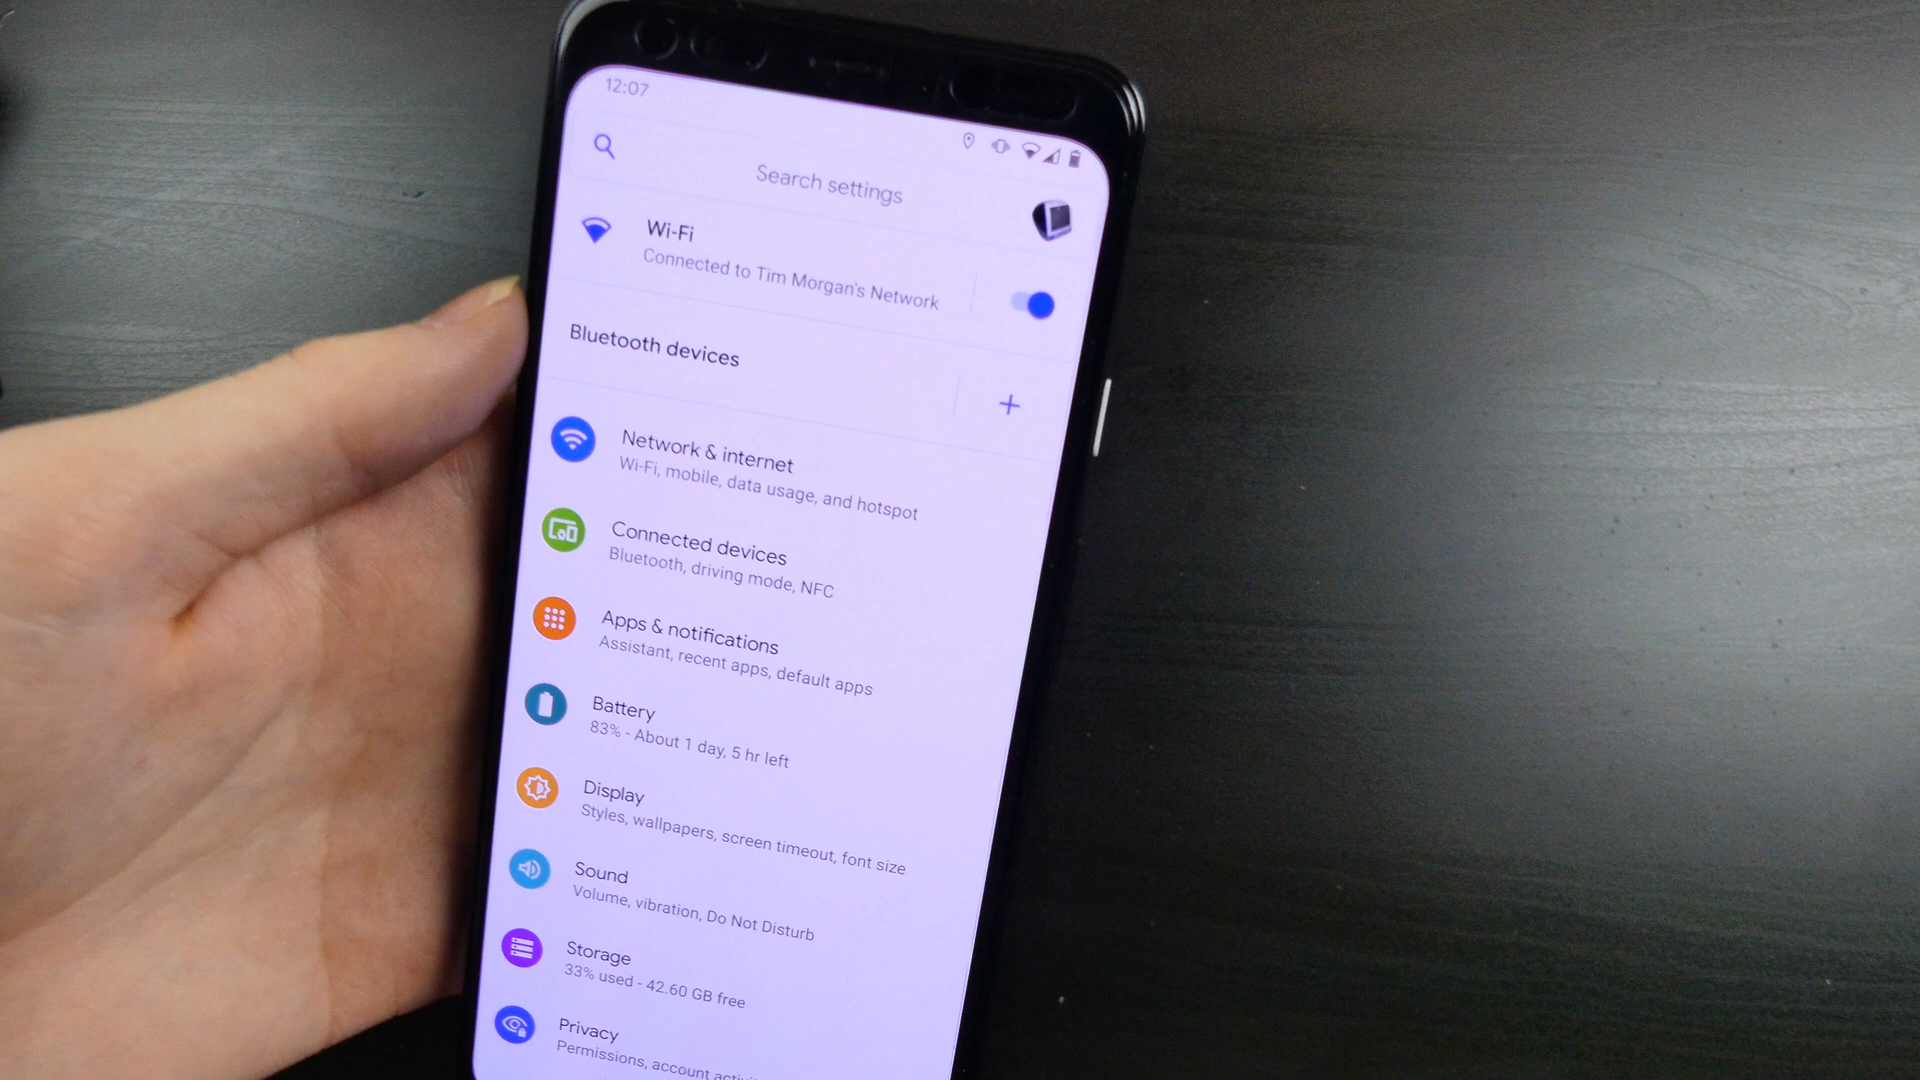 12:07
Search settings
Wi-Fi
Connected to Tim Morgan's Network
Bluetooth devices
+
Network & internet
Wi-Fi, mobile, data usage, and hotspot
Connected devices
Bluetooth, driving mode, NFC
Apps & notifications
Assistant, recent apps, default apps
Battery
83% - About 1 day, 5 hr left
Display
Styles, wallpapers, screen timeout, font size
Sound
Volume, vibration, Do Not Disturb
Storage
33% used - 42.60 GB free
Privacy
Permissions, account